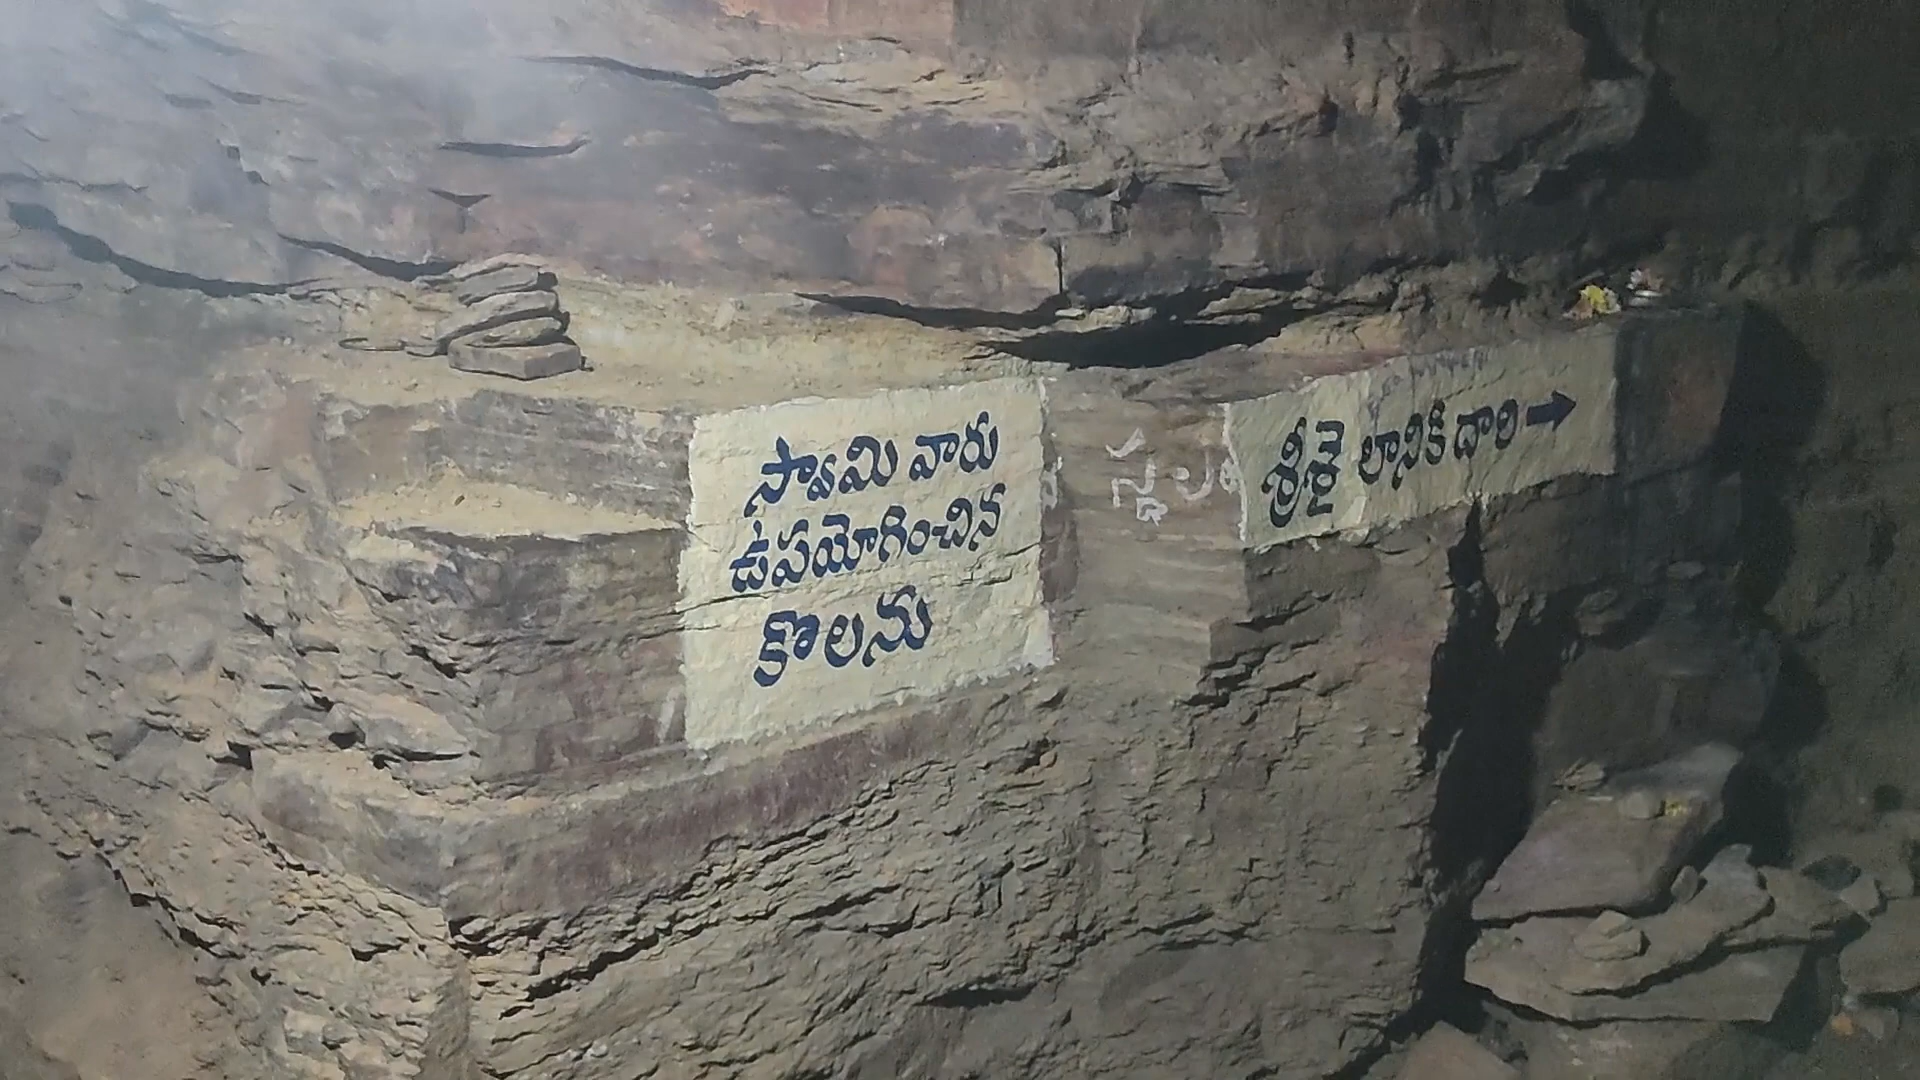 స్వామి వారు
ఉపయోగించిన
కొలను
శ్రీశై లానికి దారి →